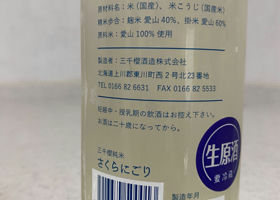 原材料名：米（国産）、米こうじ（国産米）
精米歩合：麹米 愛山 40%、掛米 愛山 60%
原料米：愛山 100% 使用
製造者：三千櫻酒造株式会社
北海道上川郡東川町西２号北23番地
TEL 0166 82 6631　FAX 0166 82 5533
妊娠中・授乳期の飲酒はお控え下さい。
お酒は二十歳になってから。
三千櫻純米
さくらにごり
生原酒
要冷蔵
製造年月